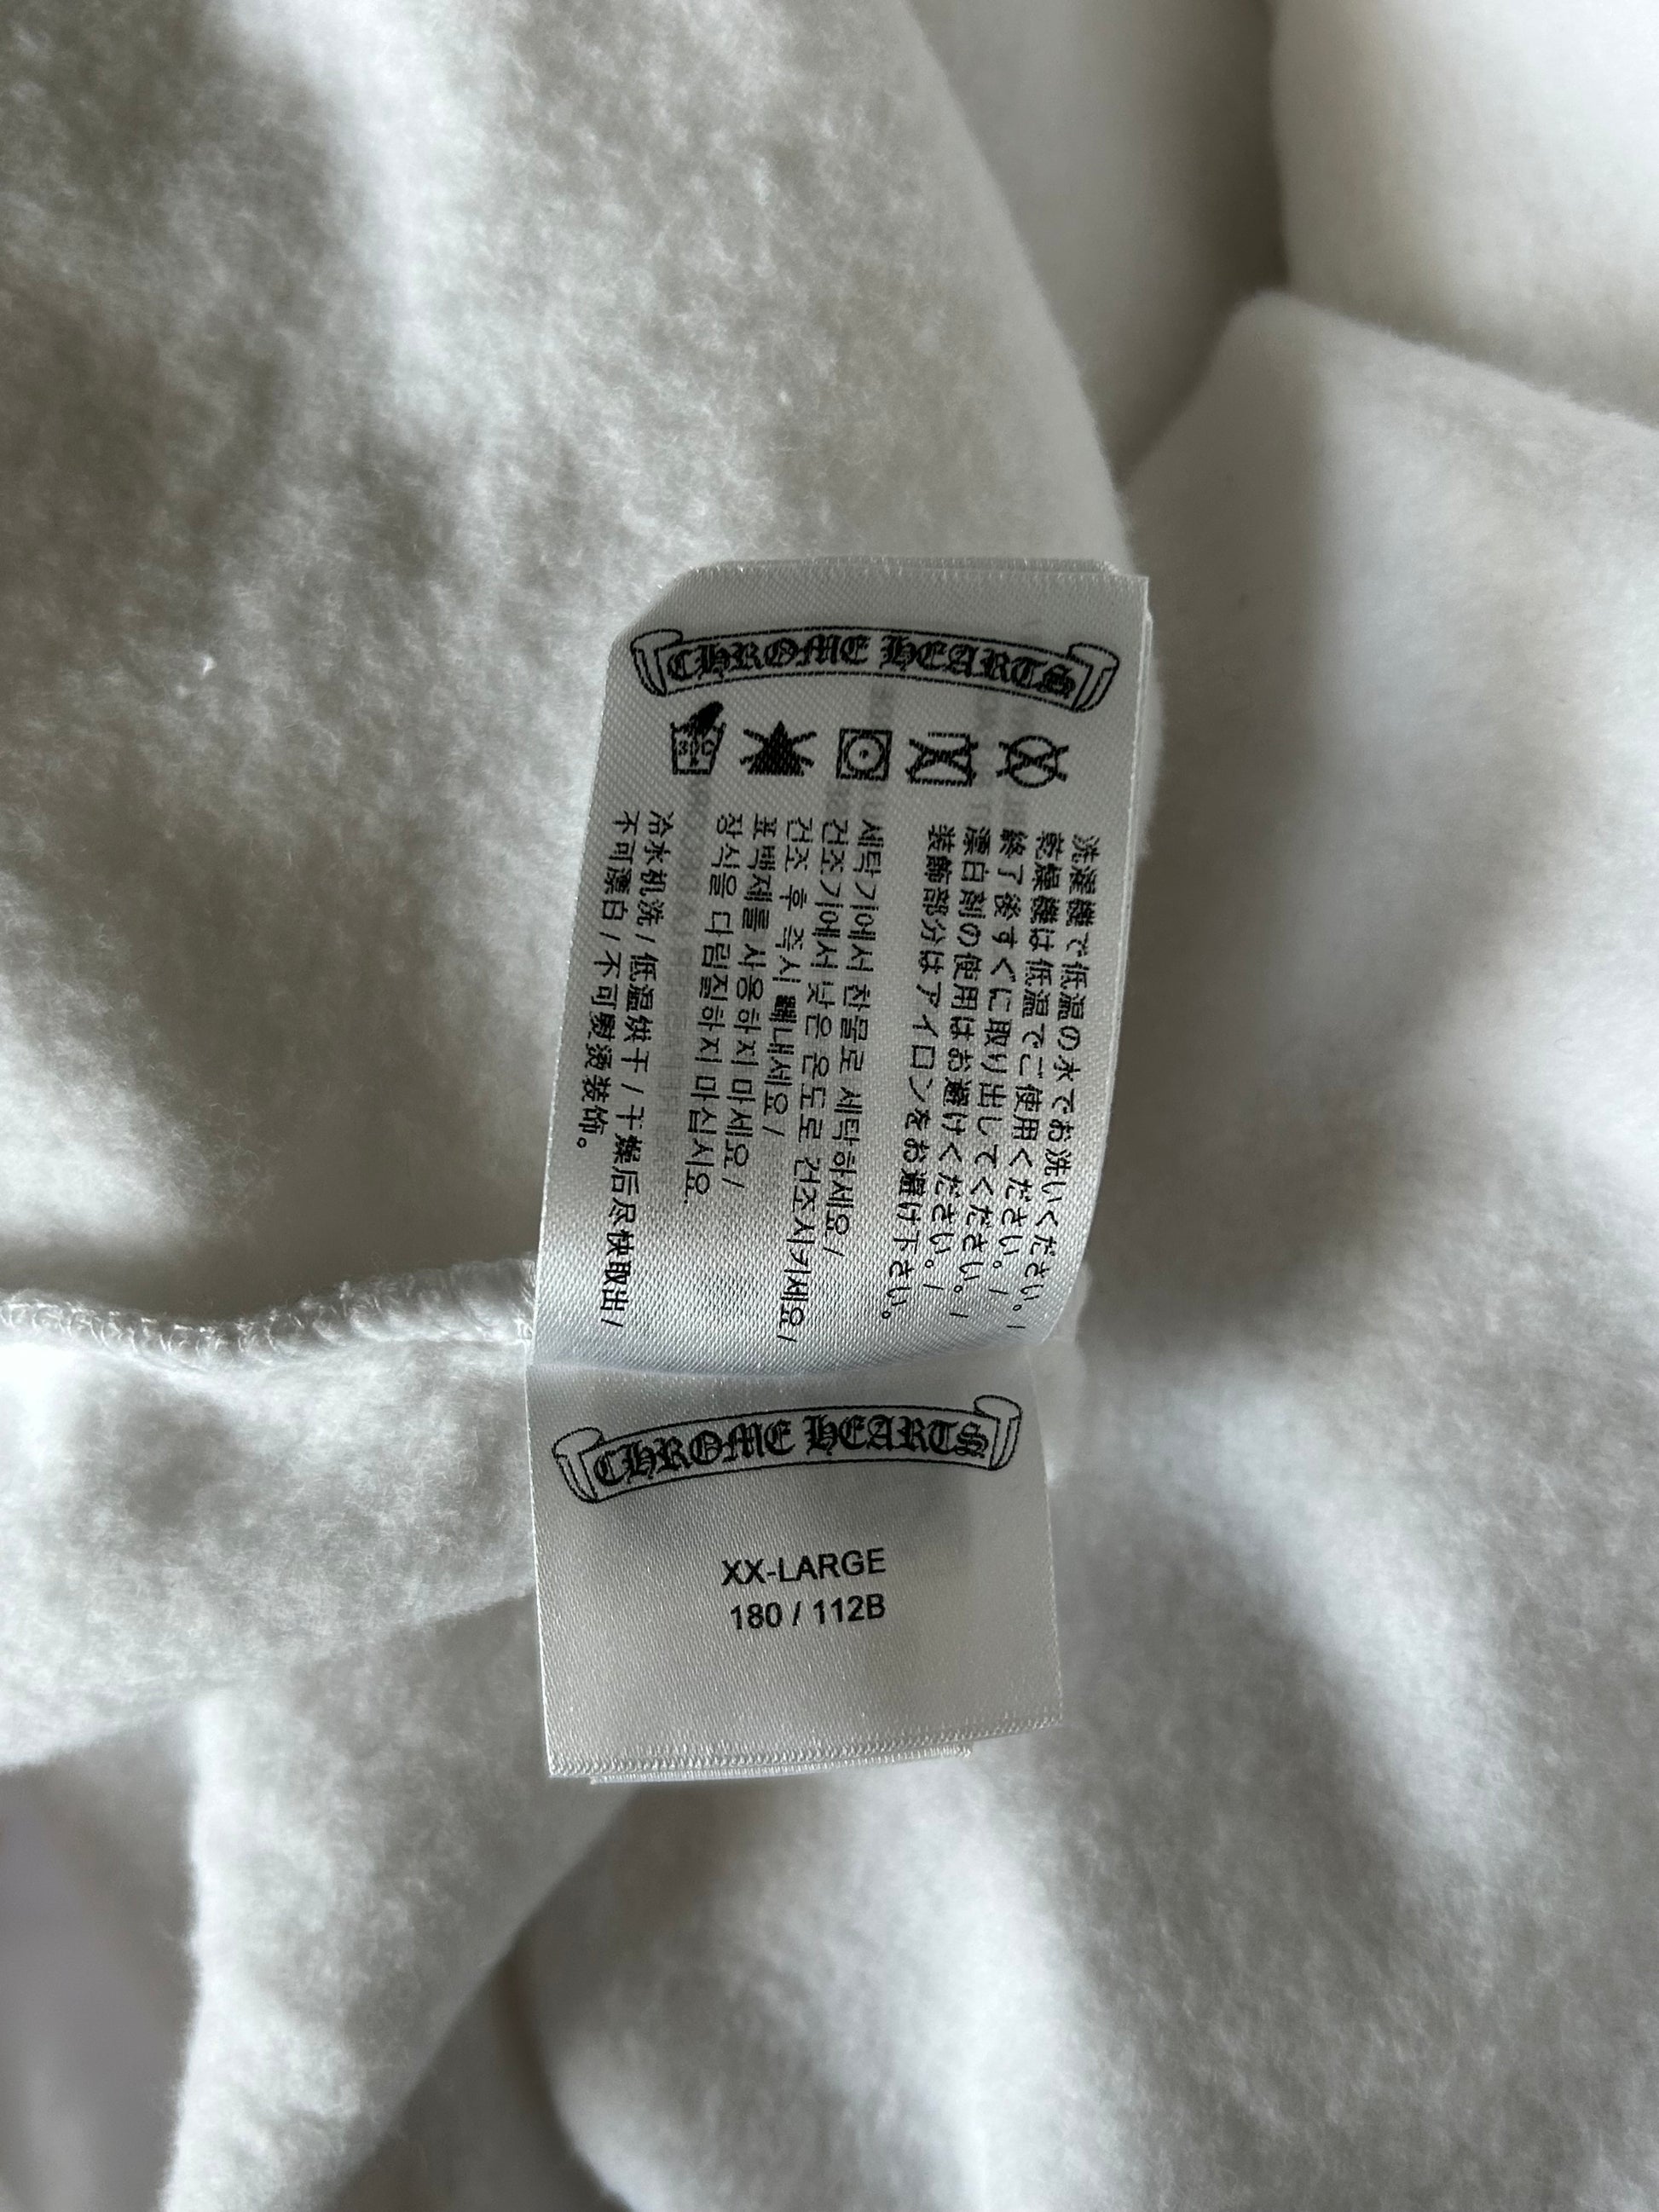 CHROME HEARTS
30C
洗濯機で低温の水でお洗いください。/
乾燥機は低温でご使用ください。/
終了後すぐに取り出してください。/
漂白剤の使用はお避けください。/
装飾部分はアイロンをお避け下さい。
세탁기에서 찬물로 세탁하세요/
건조기에서 낮은 온도로 건조시키세요/
건조 후 즉시 빼내세요/
표백제를 사용하지 마세요/
장식을 다림질하지 마십시요.
冷水机洗/低温烘干/干燥后尽快取出/
不可漂白/不可熨烫装饰。
CHROME HEARTS
XX-LARGE
180 / 112B